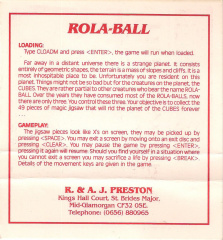 ROLA-BALL
LOADING:
Type CLOADM and press <ENTER>, the game will run when loaded.
Far away in a distant universe there is a strange planet. It consists
entirely of geometric shapes, the terrain is a maze of slopes and cliffs. It is a
most inhospitable place to be. Unfortunately you are resident on this
planet. Things might not be so bad but for the creatures on the planet, the
CUBES. They are rather partial to other creatures who bear the name ROLA-
BALL. Over the years they have consumed most of the ROLA-BALLS, now
there are only three. You control these three. Your objective is to collect the
49 pieces of magic Jigsaw that will rid the planet of the CUBES forever
...
GAMEPLAY:
The jigsaw pieces look like X's on screen, they may be picked up by
pressing <SPACE>. You may exit a screen by moving onto an exit disc and
pressing <CLEAR>. You may pause the game by pressing <ENTER>,
pressing it again will resume. Should you find yourself in a situation where
you cannot exit a screen you may sacrifice a life by pressing <BREAK>.
Details of the movement keys are given in the game.
R. & A. J. PRESTON
Kings Hall Court, St. Brides Major,
Mid-Glamorgan CF32 0SE.
Telephone: (0656) 880965